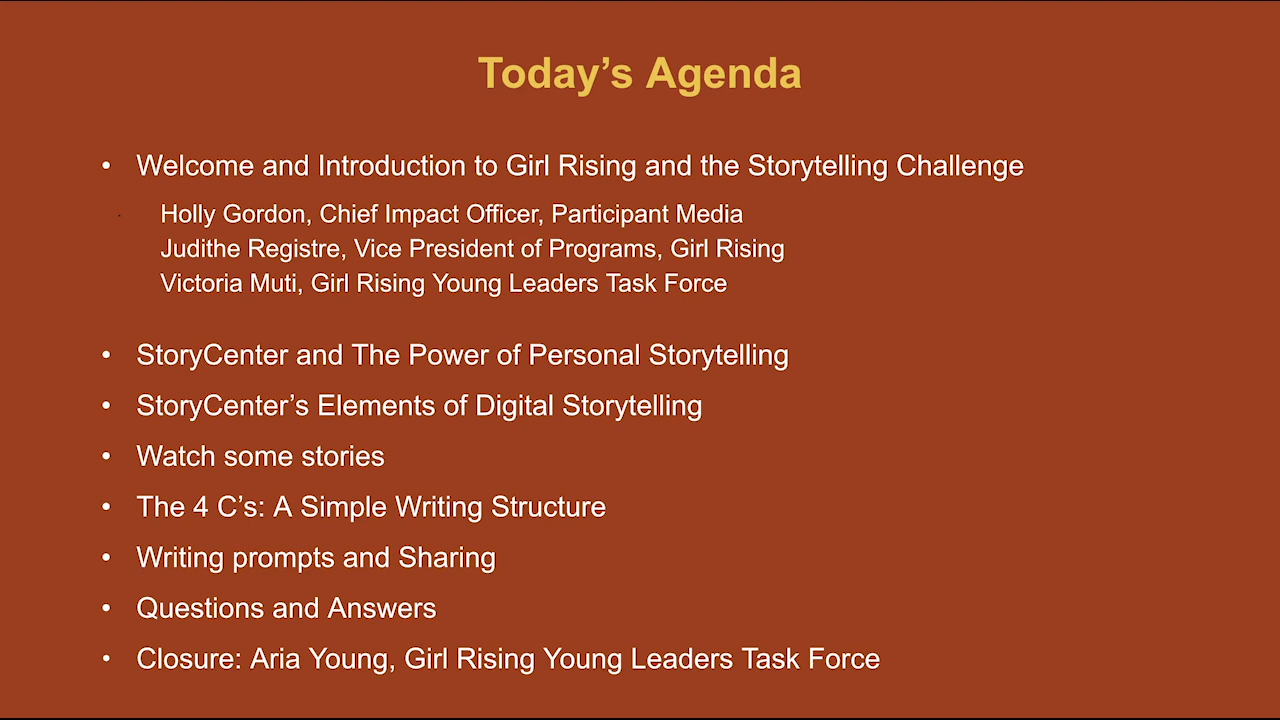 Today’s Agenda
• Welcome and Introduction to Girl Rising and the Storytelling Challenge
Holly Gordon, Chief Impact Officer, Participant Media
Judithe Registre, Vice President of Programs, Girl Rising
Victoria Muti, Girl Rising Young Leaders Task Force
• StoryCenter and The Power of Personal Storytelling
• StoryCenter’s Elements of Digital Storytelling
• Watch some stories
• The 4 C’s: A Simple Writing Structure
• Writing prompts and Sharing
• Questions and Answers
• Closure: Aria Young, Girl Rising Young Leaders Task Force